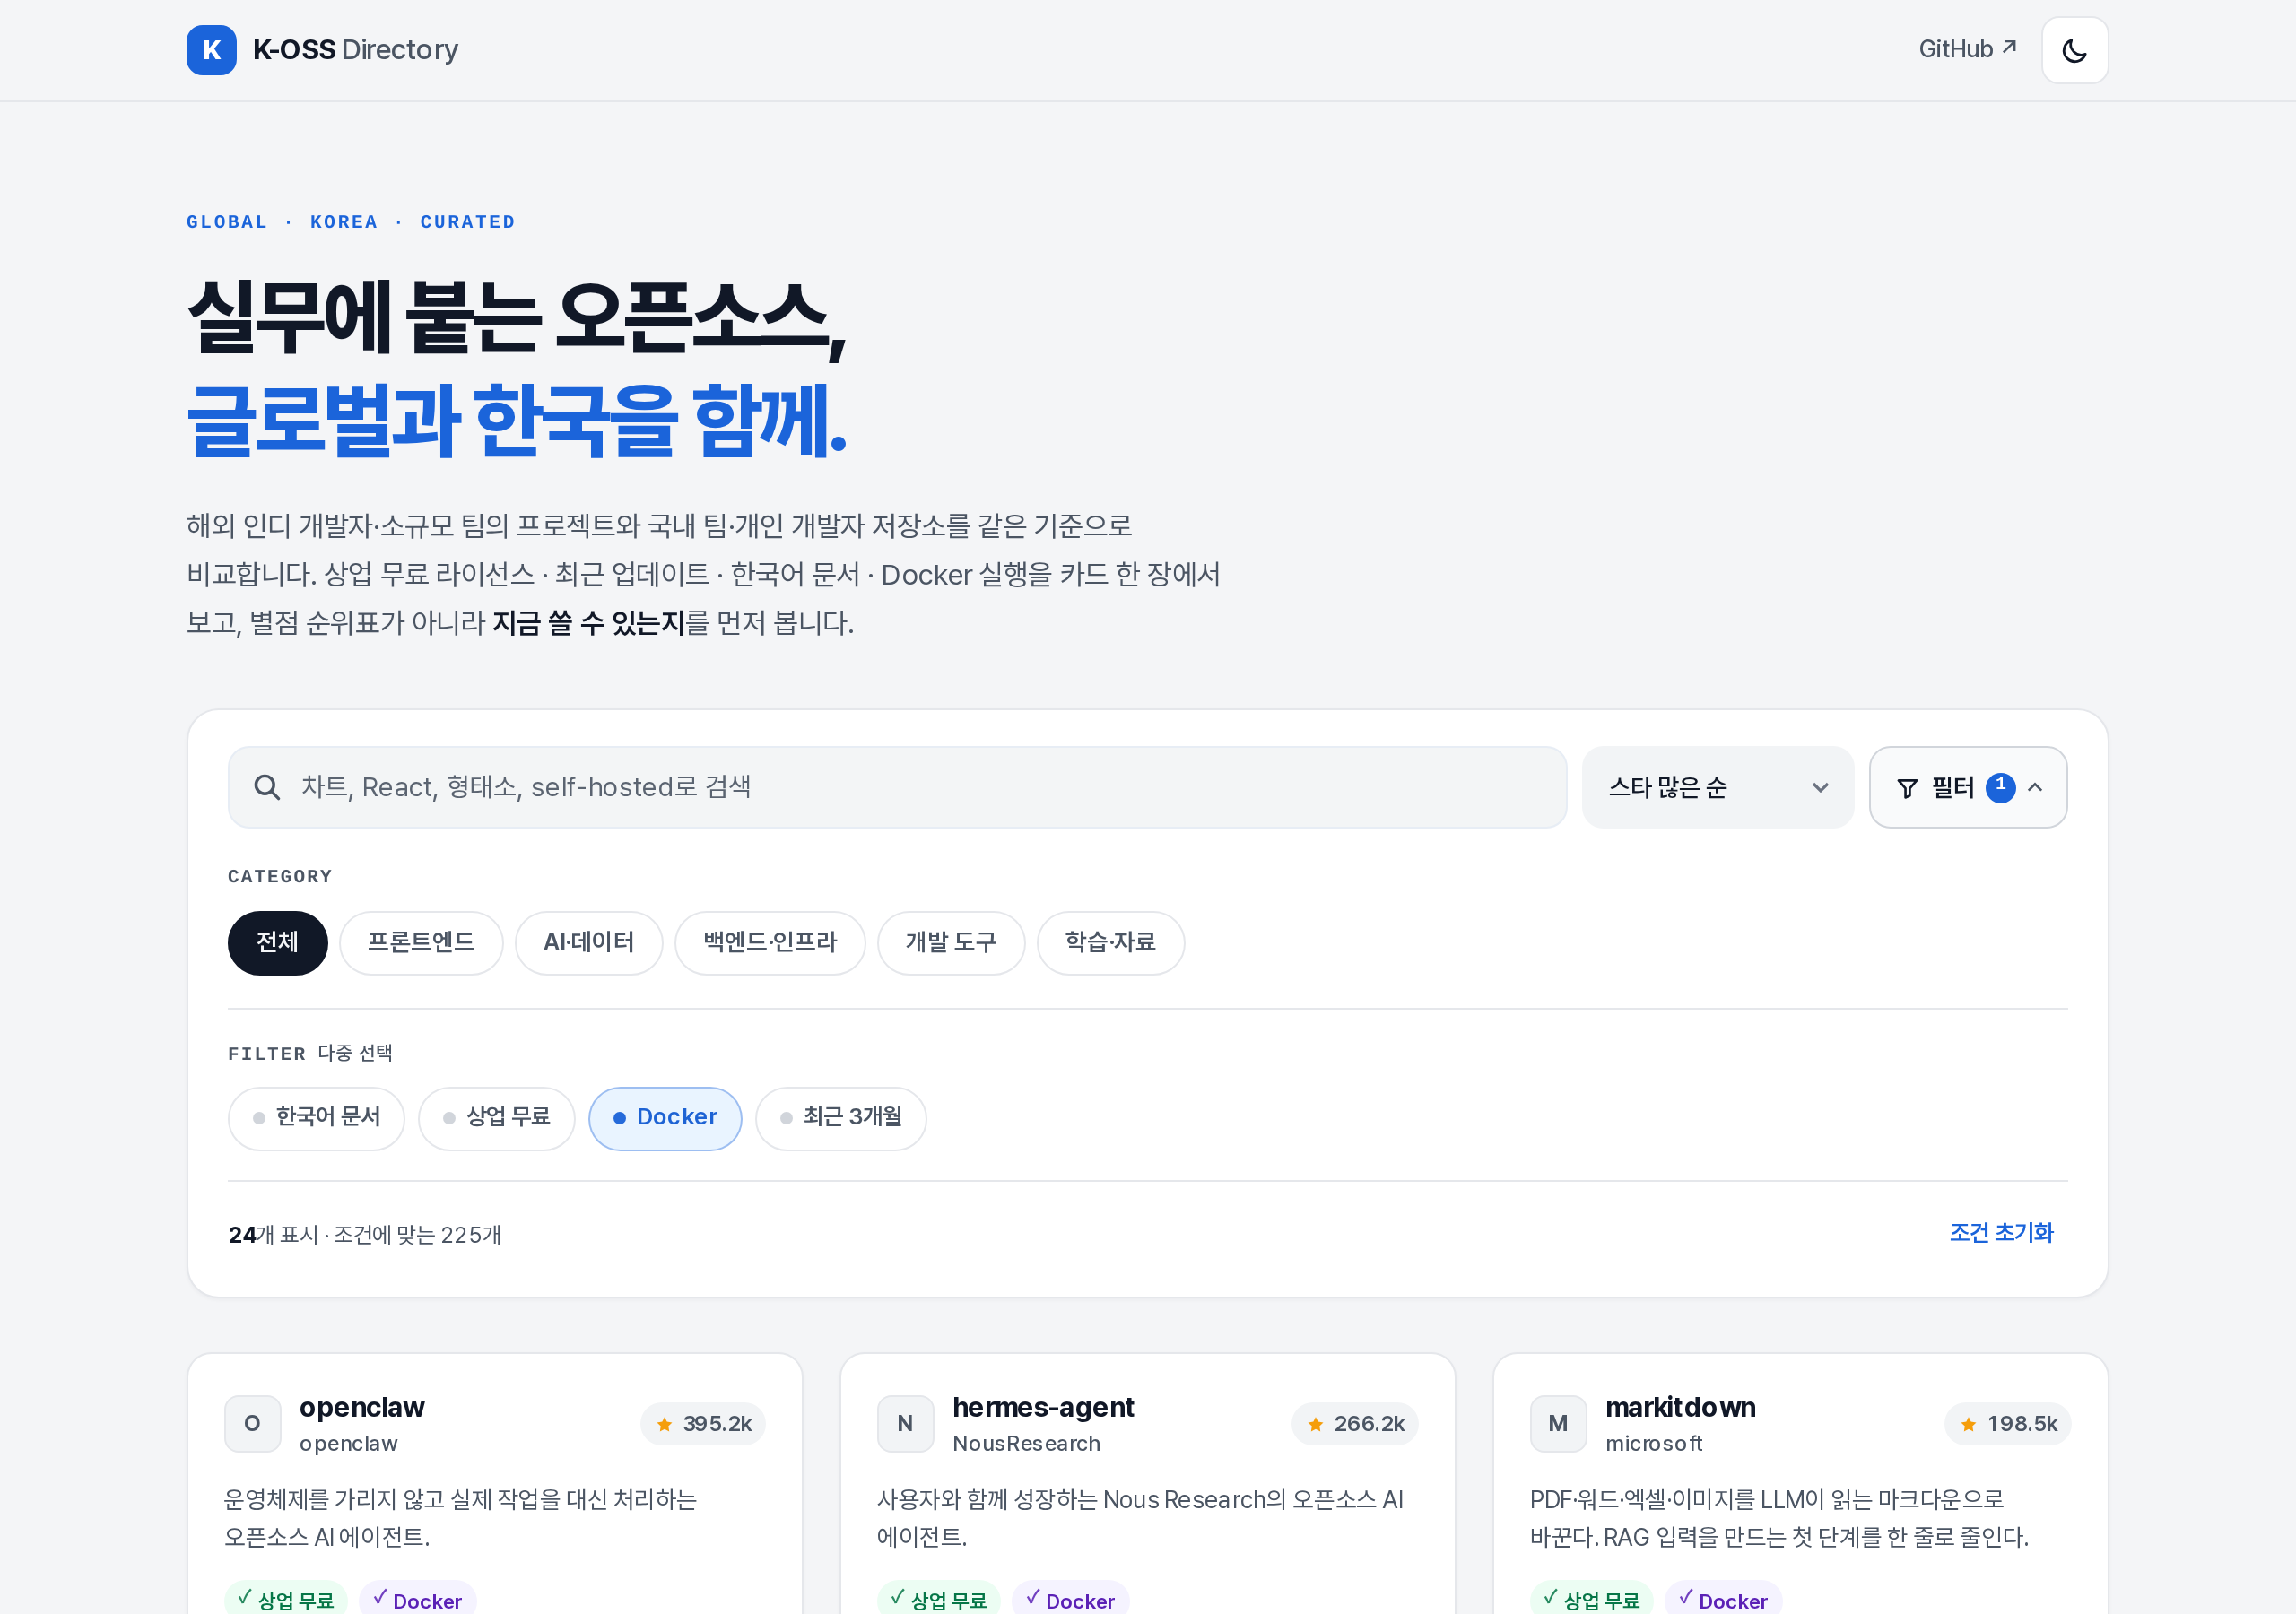 K K-OSS Directory GitHub ↗
GLOBAL · KOREA · CURATED
실무에 붙는 오픈소스,
글로벌과 한국을 함께.
해외 인디 개발자·소규모 팀의 프로젝트와 국내 팀·개인 개발자 저장소를 같은 기준으로
비교합니다. 상업 무료 라이선스 · 최근 업데이트 · 한국어 문서 · Docker 실행을 카드 한 장에서
보고, 별점 순위표가 아니라 지금 쓸 수 있는지를 먼저 봅니다.
차트, React, 형태소, self-hosted로 검색 스타 많은 순 필터 1
CATEGORY
전체 프론트엔드 AI·데이터 백엔드·인프라 개발 도구 학습·자료
FILTER 다중 선택
한국어 문서 상업 무료 Docker 최근 3개월
24개 표시 · 조건에 맞는 225개 조건 초기화
O openclaw ★ 395.2k
openclaw
운영체제를 가리지 않고 실제 작업을 대신 처리하는
오픈소스 AI 에이전트.
✓ 상업 무료 ✓ Docker
N hermes-agent ★ 266.2k
NousResearch
사용자와 함께 성장하는 Nous Research의 오픈소스 AI
에이전트.
✓ 상업 무료 ✓ Docker
M markitdown ★ 198.5k
microsoft
PDF·워드·엑셀·이미지를 LLM이 읽는 마크다운으로
바꾼다. RAG 입력을 만드는 첫 단계를 한 줄로 줄인다.
✓ 상업 무료 ✓ Docker